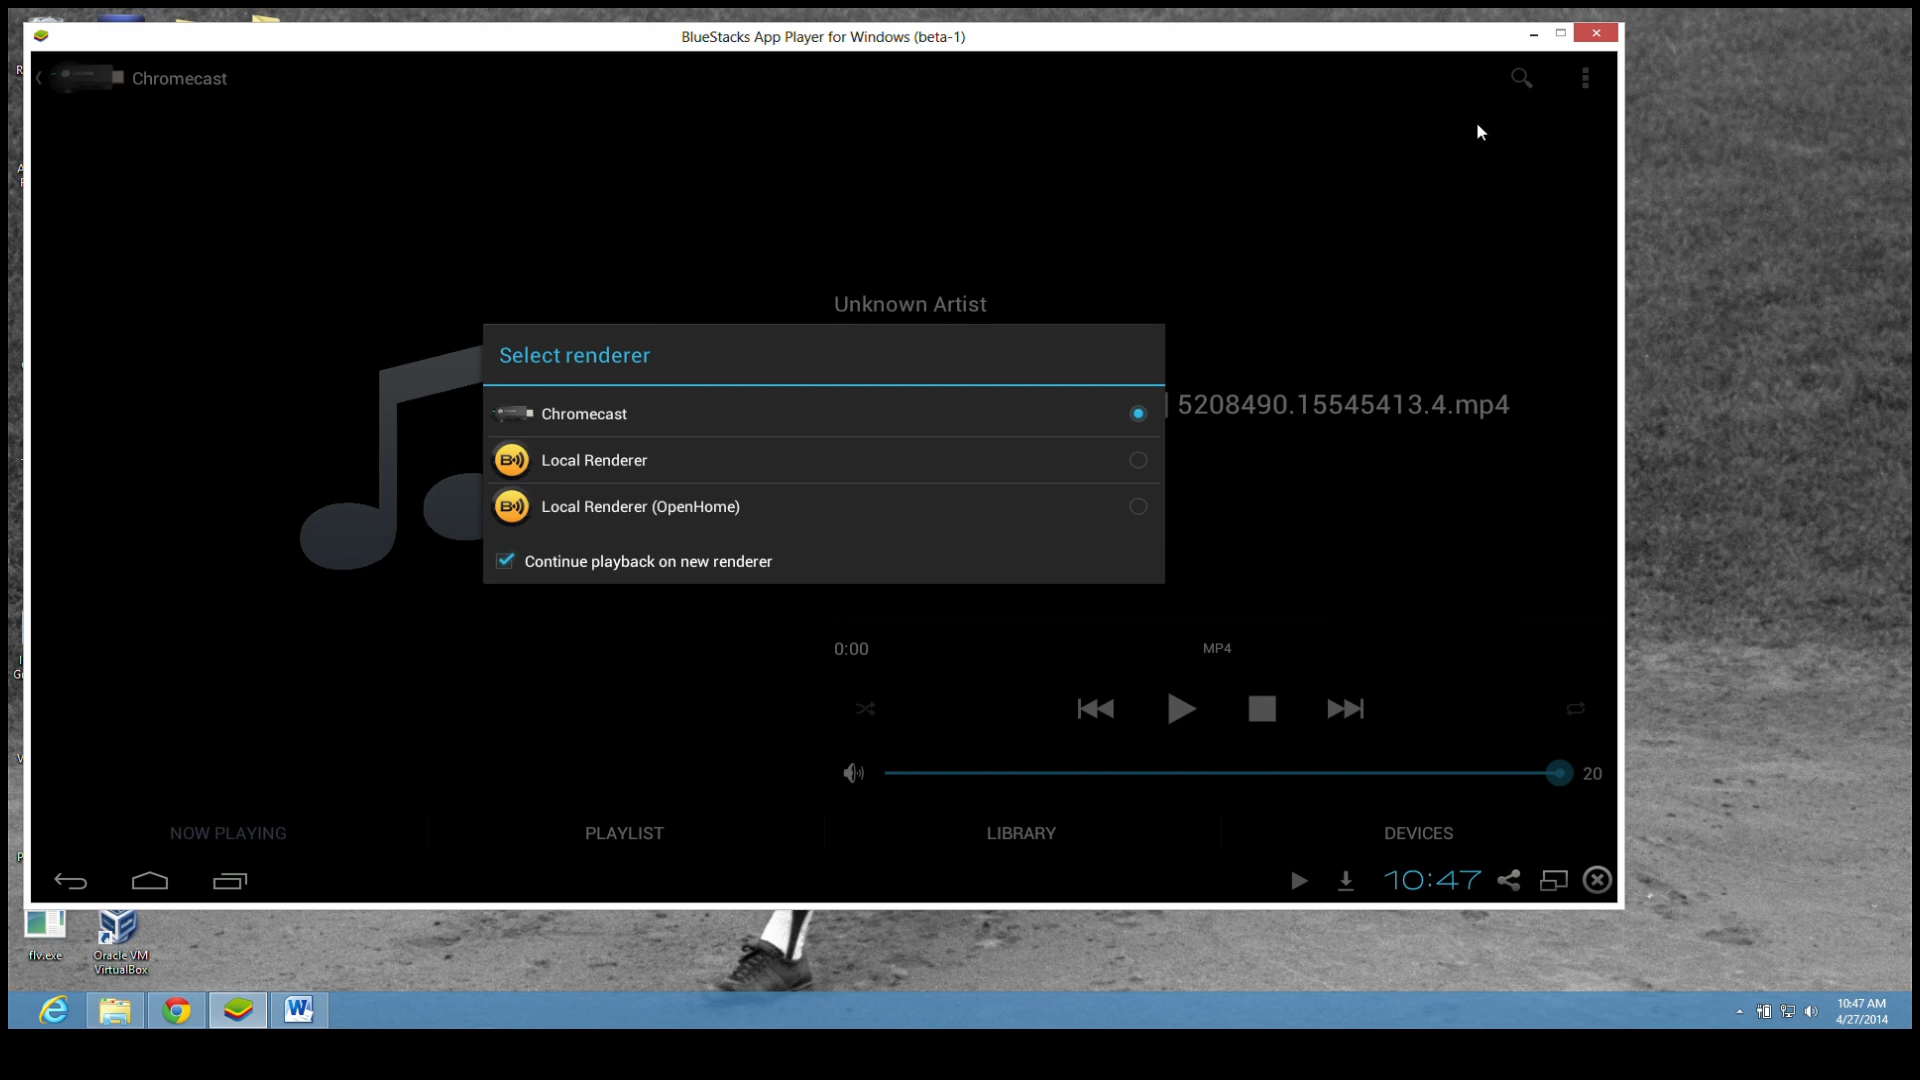 BlueStacks App Player for Windows (beta-1)
Chromecast
Unknown Artist
Select renderer
Chromecast
5208490.15545413.4.mp4
Local Renderer
Local Renderer (OpenHome)
Continue playback on new renderer
0:00
MP4
20
NOW PLAYING
PLAYLIST
LIBRARY
DEVICES
10:47
flv.exe
Oracle VM
VirtualBox
10:47 AM
4/27/2014